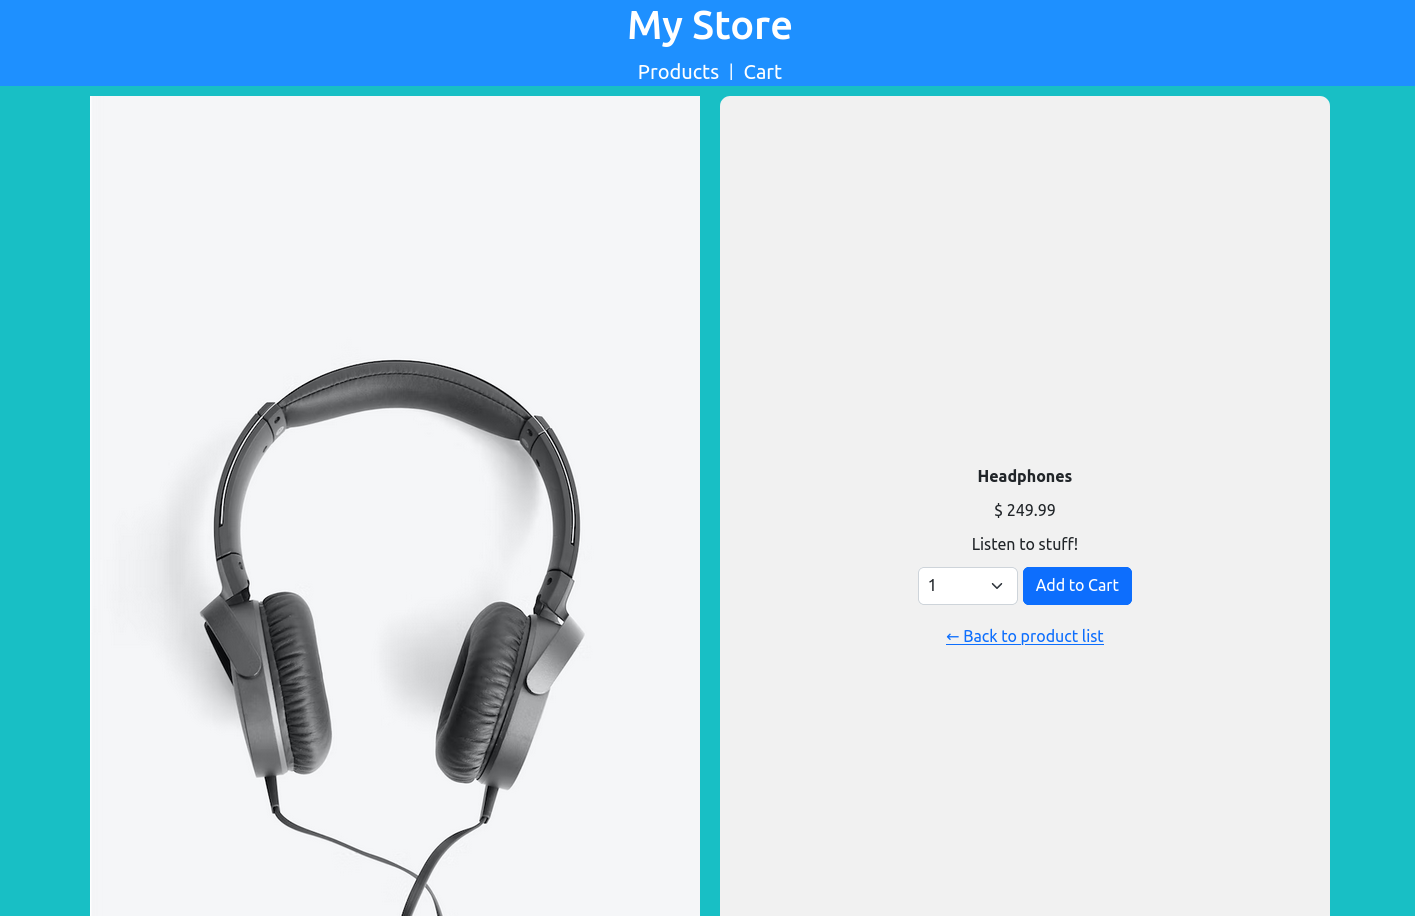 My Store
Products | Cart
Headphones
$ 249.99
Listen to stuff!
1 Add to Cart
← Back to product list